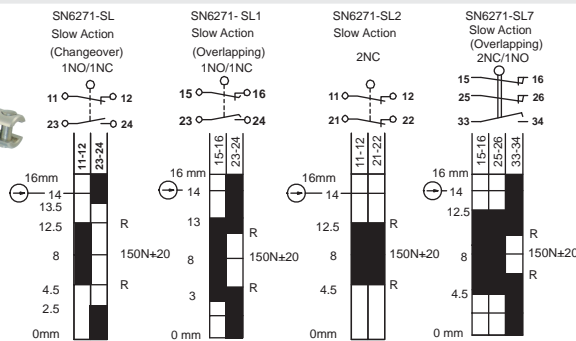 SN6271-SL
Slow Action
(Changeover)
1NO/1NC
11 12
23 24
11-12
23-24
16mm
14
13.5
12.5 R
8 150N±20
4.5 R
2.5
0mm
SN6271- SL1
Slow Action
(Overlapping)
1NO/1NC
15 16
23 24
15-16
23-24
16 mm
14
13
R
8 150N±20
R
3
0 mm
SN6271-SL2
Slow Action
2NC
11 12
21 22
11-12
21-22
16mm
14
12.5 R
8 150N±20
4.5 R
0mm
SN6271-SL7
Slow Action
(Overlapping)
2NC/1NO
15 16
25 26
33 34
15-16
25-26
33-34
16 mm
14
12.5
R
8 150N±20
R
4.5
0 mm